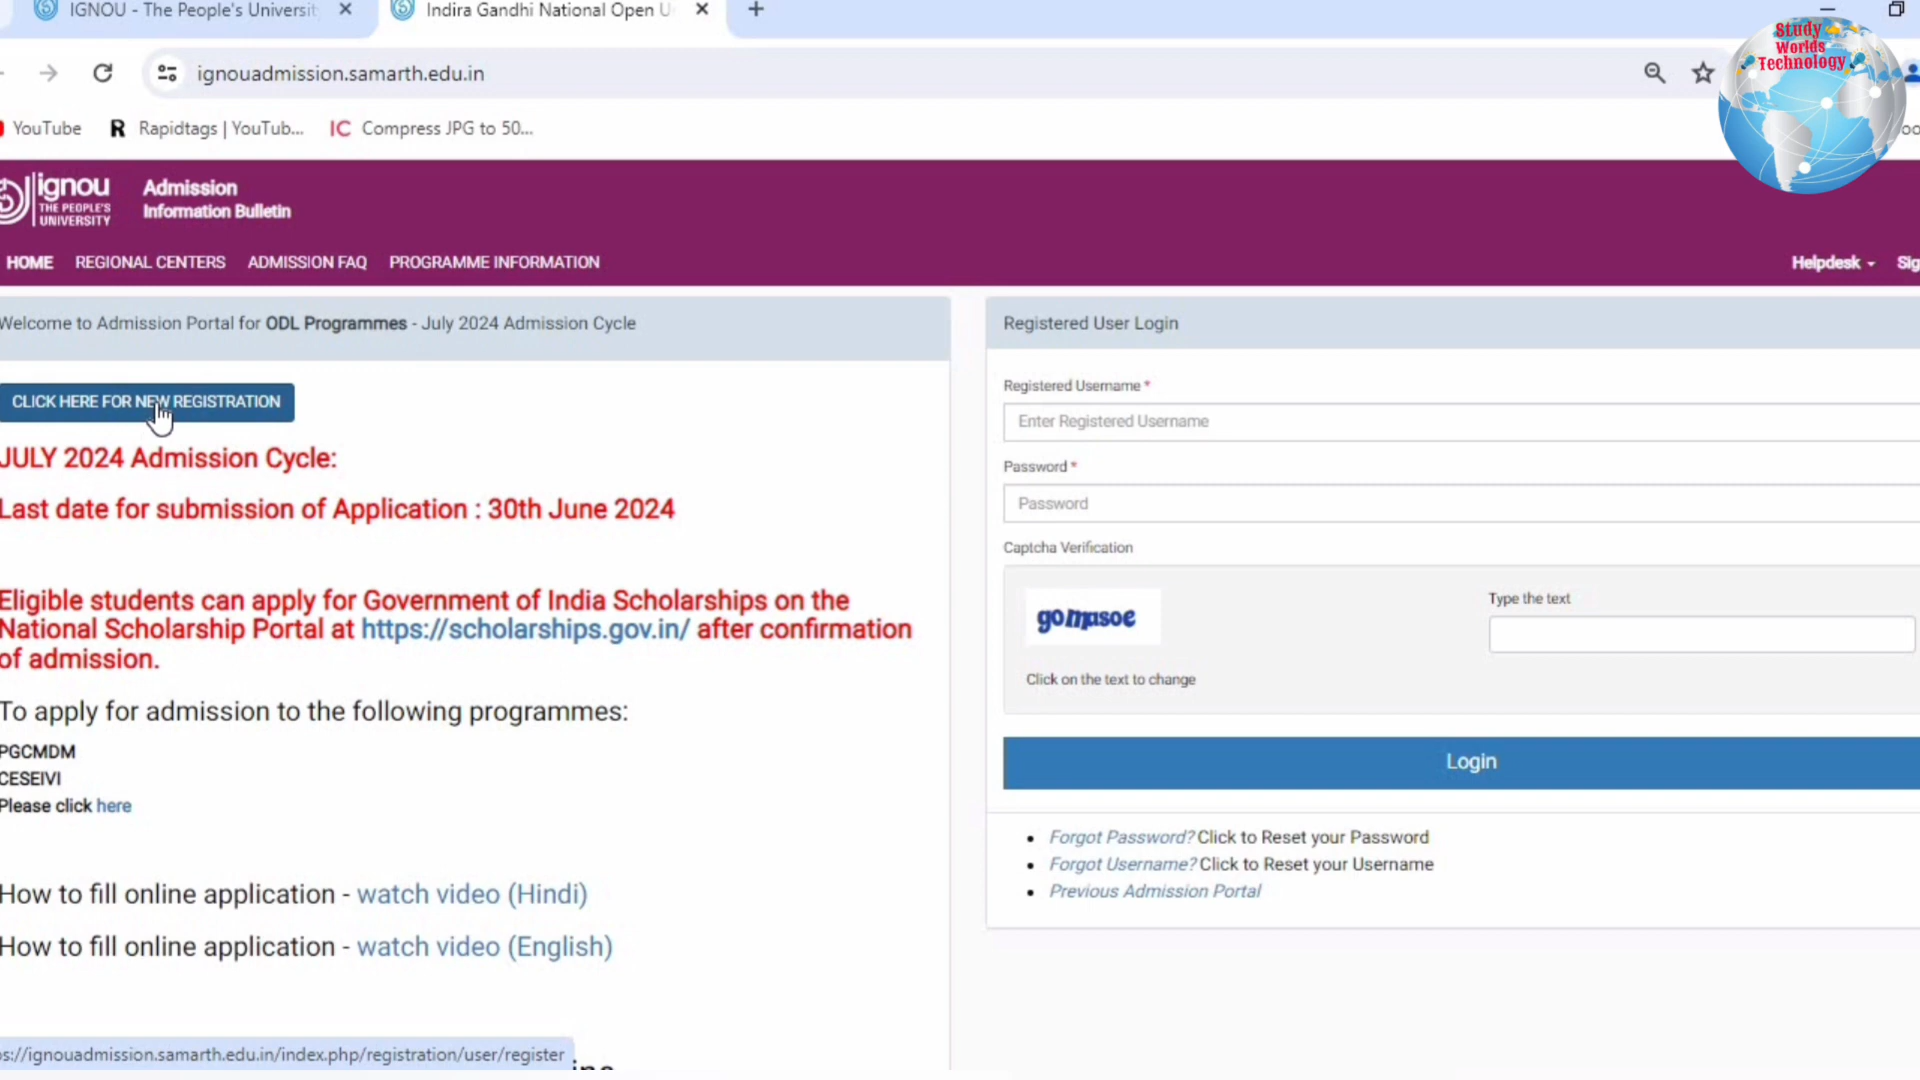 IGNOU - The People's Universit
Indira Gandhi National Open U
ignouadmission.samarth.edu.in
Study
Worlds
Technology
YouTube
Rapidtags | YouTub...
IC Compress JPG to 50...
ignou
THE PEOPLE'S
UNIVERSITY
Admission
Information Bulletin
HOME REGIONAL CENTERS ADMISSION FAQ PROGRAMME INFORMATION
Helpdesk
Sig
Welcome to Admission Portal for ODL Programmes - July 2024 Admission Cycle
CLICK HERE FOR NEW REGISTRATION
JULY 2024 Admission Cycle:
Last date for submission of Application : 30th June 2024
Eligible students can apply for Government of India Scholarships on the
National Scholarship Portal at https://scholarships.gov.in/ after confirmation
of admission.
To apply for admission to the following programmes:
PGCMDM
CESEIVI
Please click here
How to fill online application - watch video (Hindi)
How to fill online application - watch video (English)
ps://ignouadmission.samarth.edu.in/index.php/registration/user/register
Registered User Login
Registered Username *
Enter Registered Username
Password *
Password
Captcha Verification
Type the text
Click on the text to change
Login
Forgot Password? Click to Reset your Password
Forgot Username? Click to Reset your Username
Previous Admission Portal